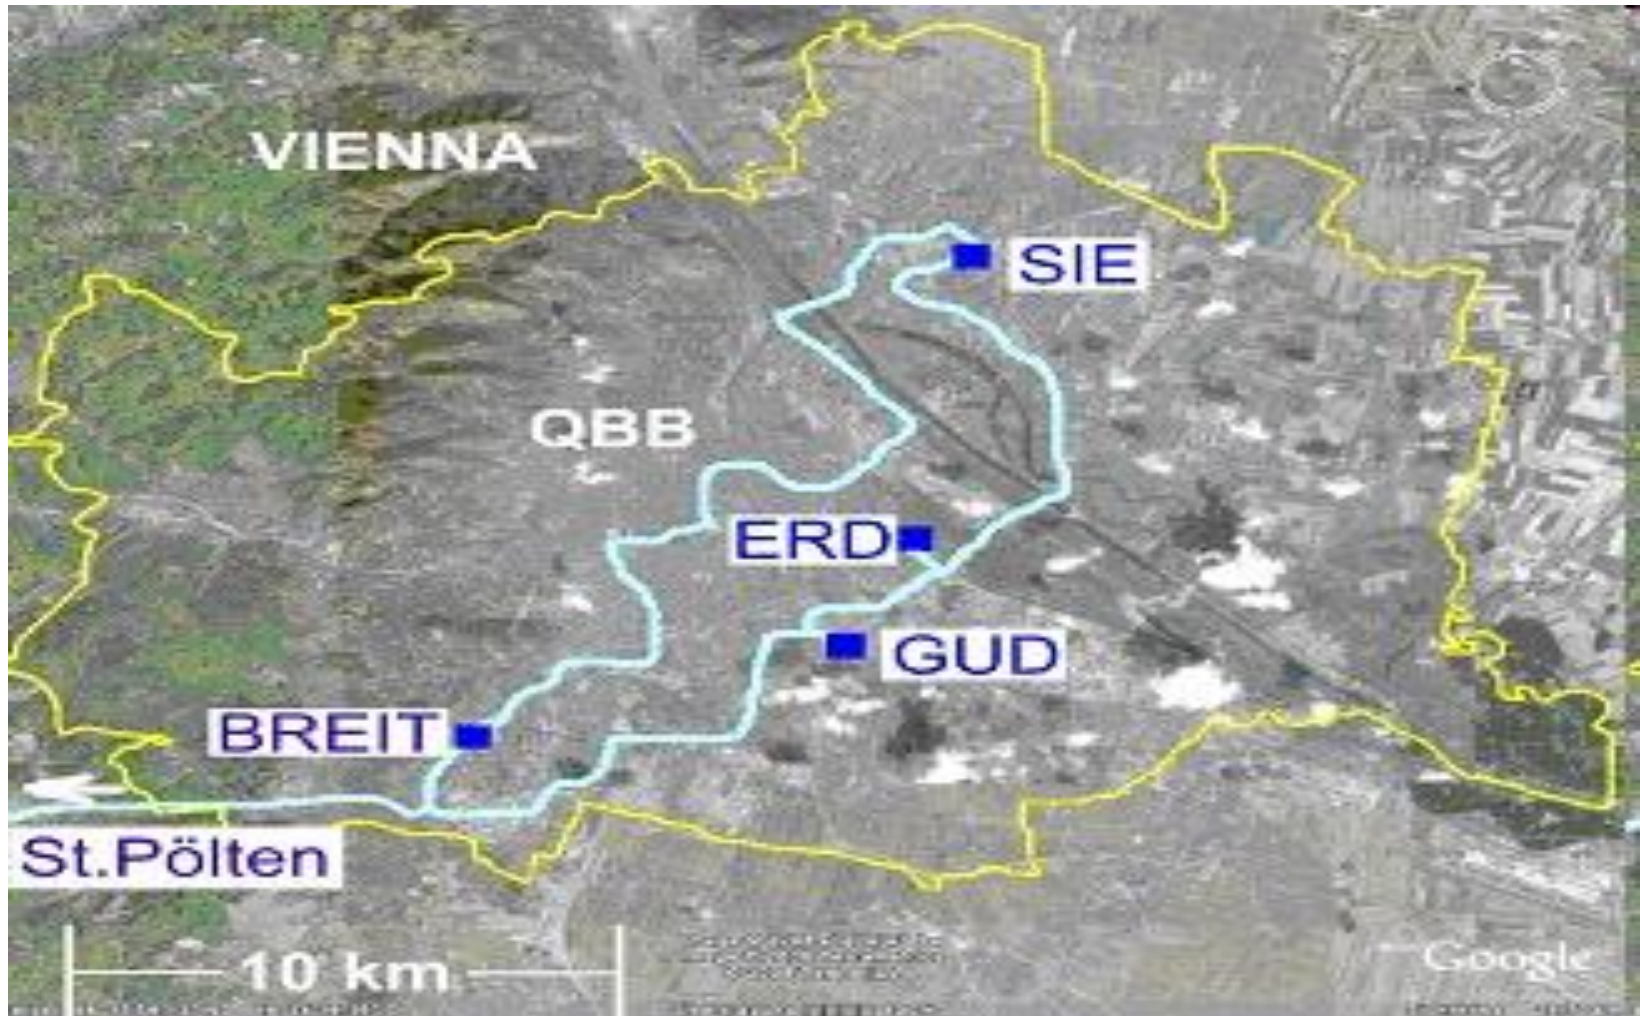 VIENNA
SIE
QBB
ERD
GUD
BREIT
St.Pölten
10 km
Google